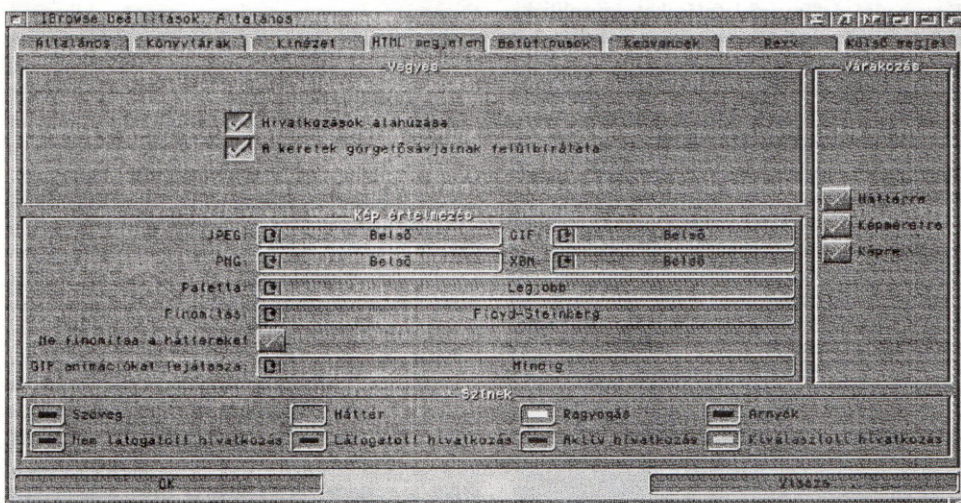 IBrowse beállítások, Általános
Általános Könyvtárak Kinézet HTML megjelen Betűtípusok Kedvencek Rexx Külső megjel
Vegyes
Várakozás
Hivatkozások aláhúzása
A keretek görgetősávjainak felülbírálata
Háttérre
Képméretre
Képre
Kép értelmezés
JPEG: Belső GIF: Belső
PNG: Belső XBM: Belső
Paletta: Legjobb
Finomítás: Floyd-Steinberg
Ne finomítsa a háttereket
GIF animációkat lejátssza: Mindig
Színek
Szöveg Háttér Ragyogás Árnyék
Nem látogatott hivatkozás Látogatott hivatkozás Aktív hivatkozás Kiválasztott hivatkozás
OK Vissza